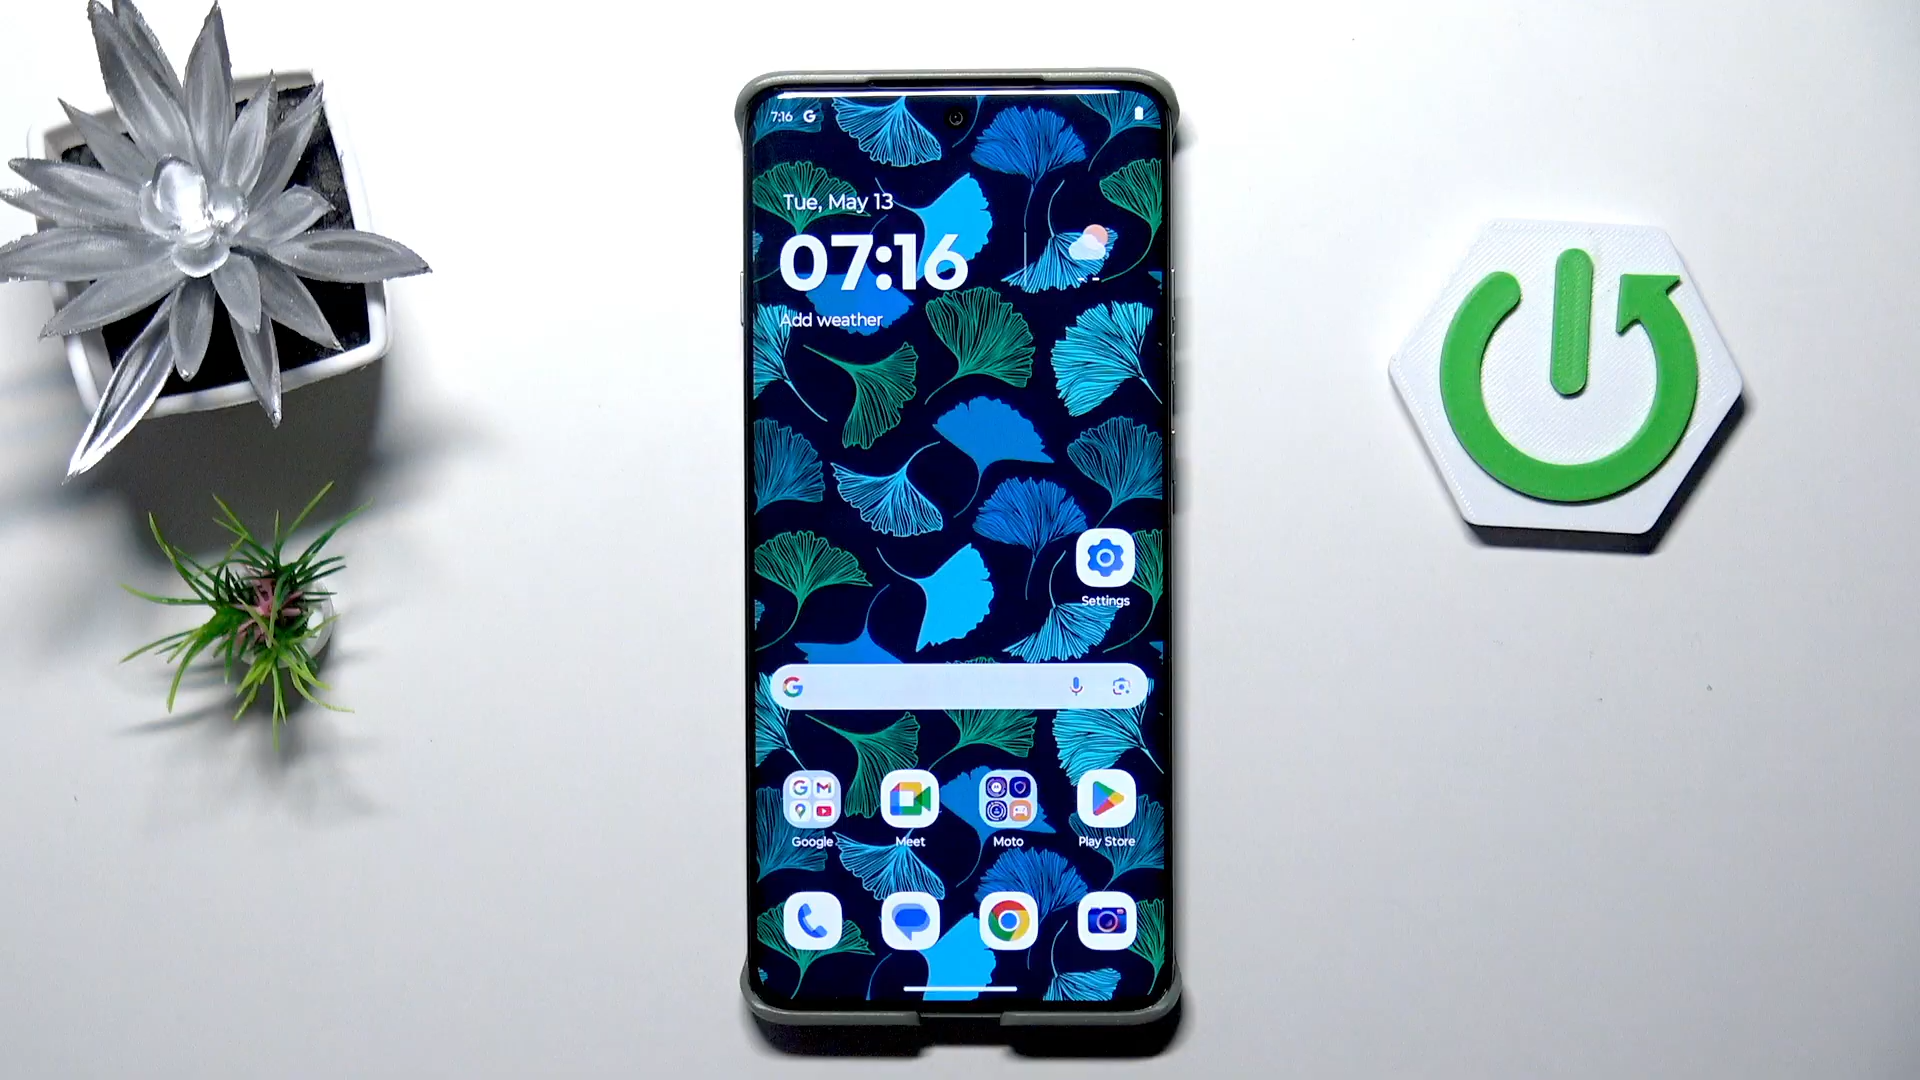 7:16
Tue, May 13
07:16
--
Add weather
Settings
Google
Meet
Moto
Play Store